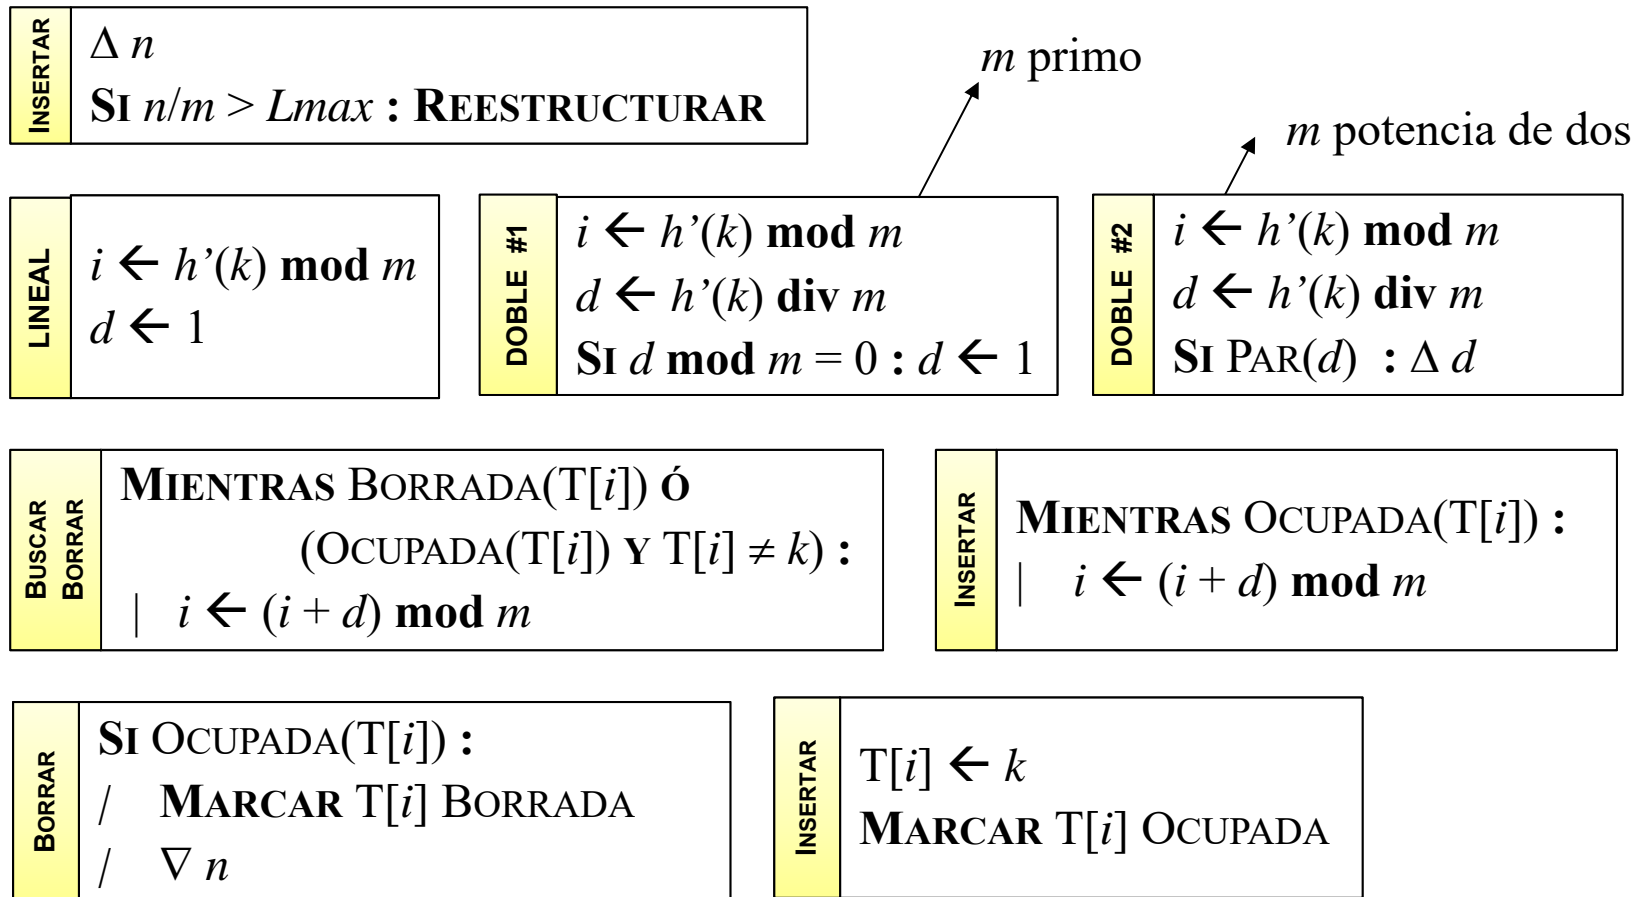 INSERTAR
Δ n
SI n/m > Lmax : REESTRUCTURAR
m primo
m potencia de dos
LINEAL
i ← h’(k) mod m
d ← 1
DOBLE #1
i ← h’(k) mod m
d ← h’(k) div m
SI d mod m = 0 : d ← 1
DOBLE #2
i ← h’(k) mod m
d ← h’(k) div m
SI PAR(d) : Δ d
BUSCAR
BORRAR
MIENTRAS BORRADA(T[i]) Ó
(OCUPADA(T[i]) Y T[i] ≠ k) :
| i ← (i + d) mod m
INSERTAR
MIENTRAS OCUPADA(T[i]) :
| i ← (i + d) mod m
BORRAR
SI OCUPADA(T[i]) :
/ MARCAR T[i] BORRADA
/ ∇ n
INSERTAR
T[i] ← k
MARCAR T[i] OCUPADA